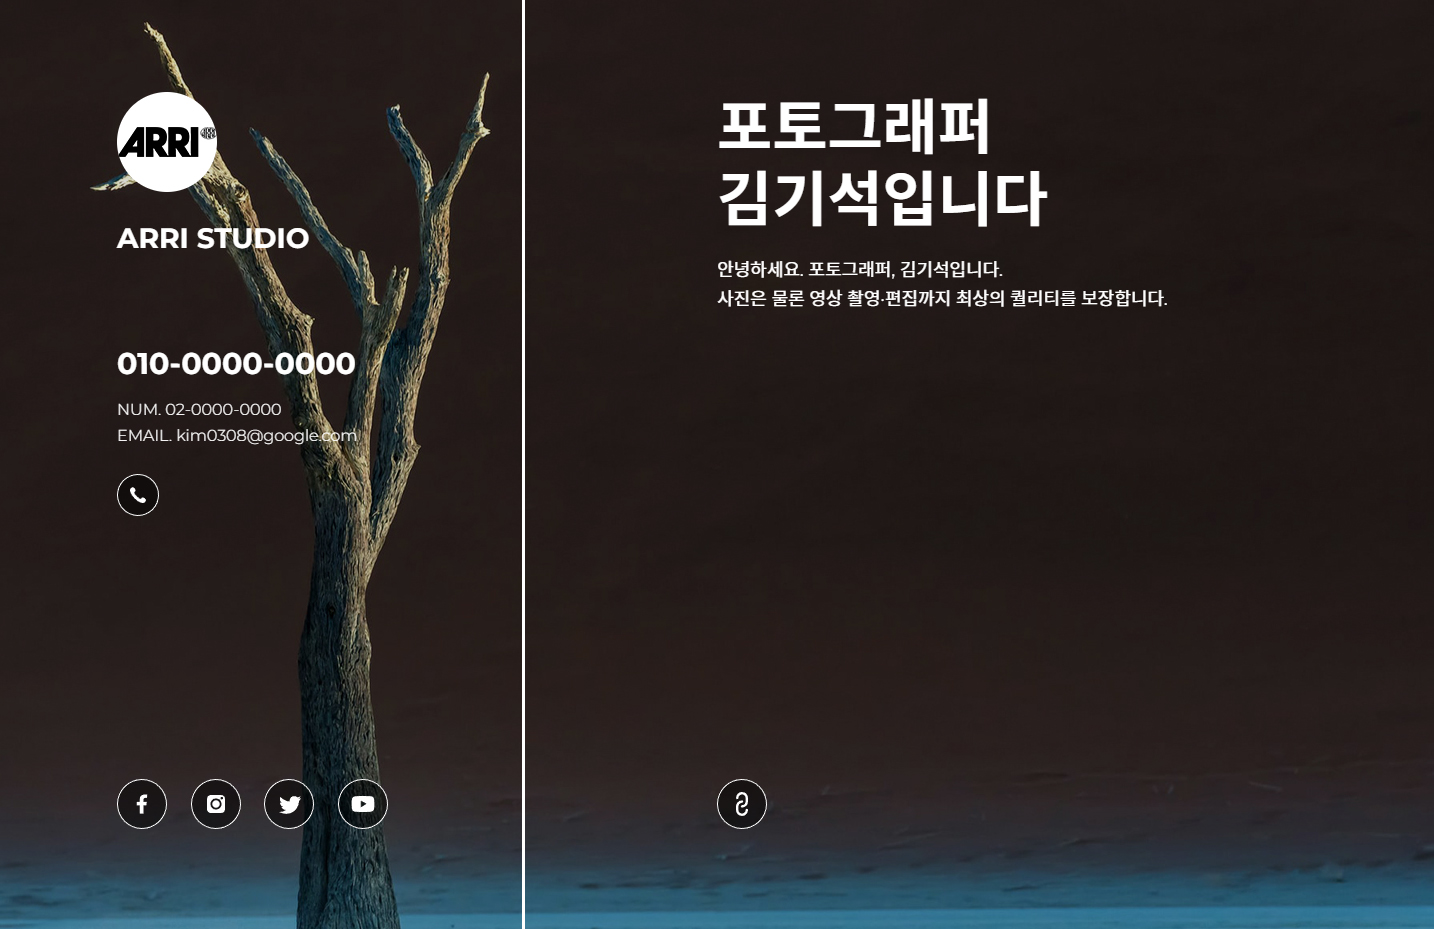 ARRI
ARRI STUDIO
010-0000-0000
NUM. 02-0000-0000
EMAIL. kim0308@google.com
포토그래퍼
김기석입니다
안녕하세요. 포토그래퍼, 김기석입니다.
사진은 물론 영상 촬영·편집까지 최상의 퀄리티를 보장합니다.